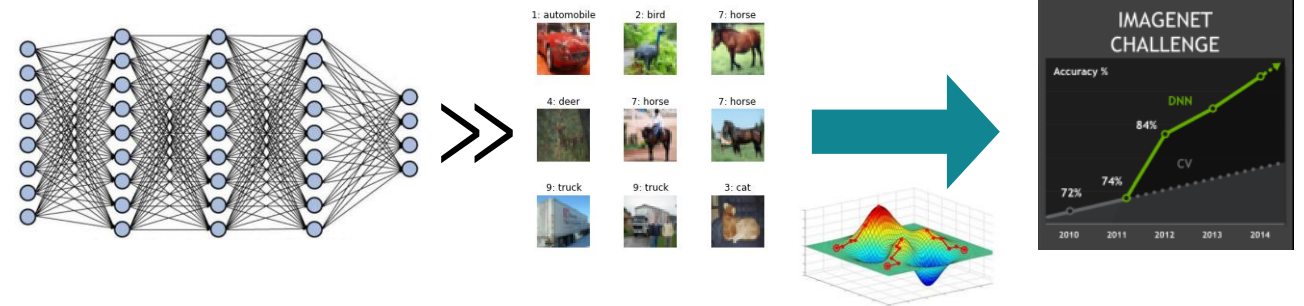 1: automobile
2: bird
7: horse
4: deer
7: horse
7: horse
9: truck
9: truck
3: cat
IMAGENET
CHALLENGE
Accuracy %
DNN
84%
CV
74%
72%
2010
2011
2012
2013
2014